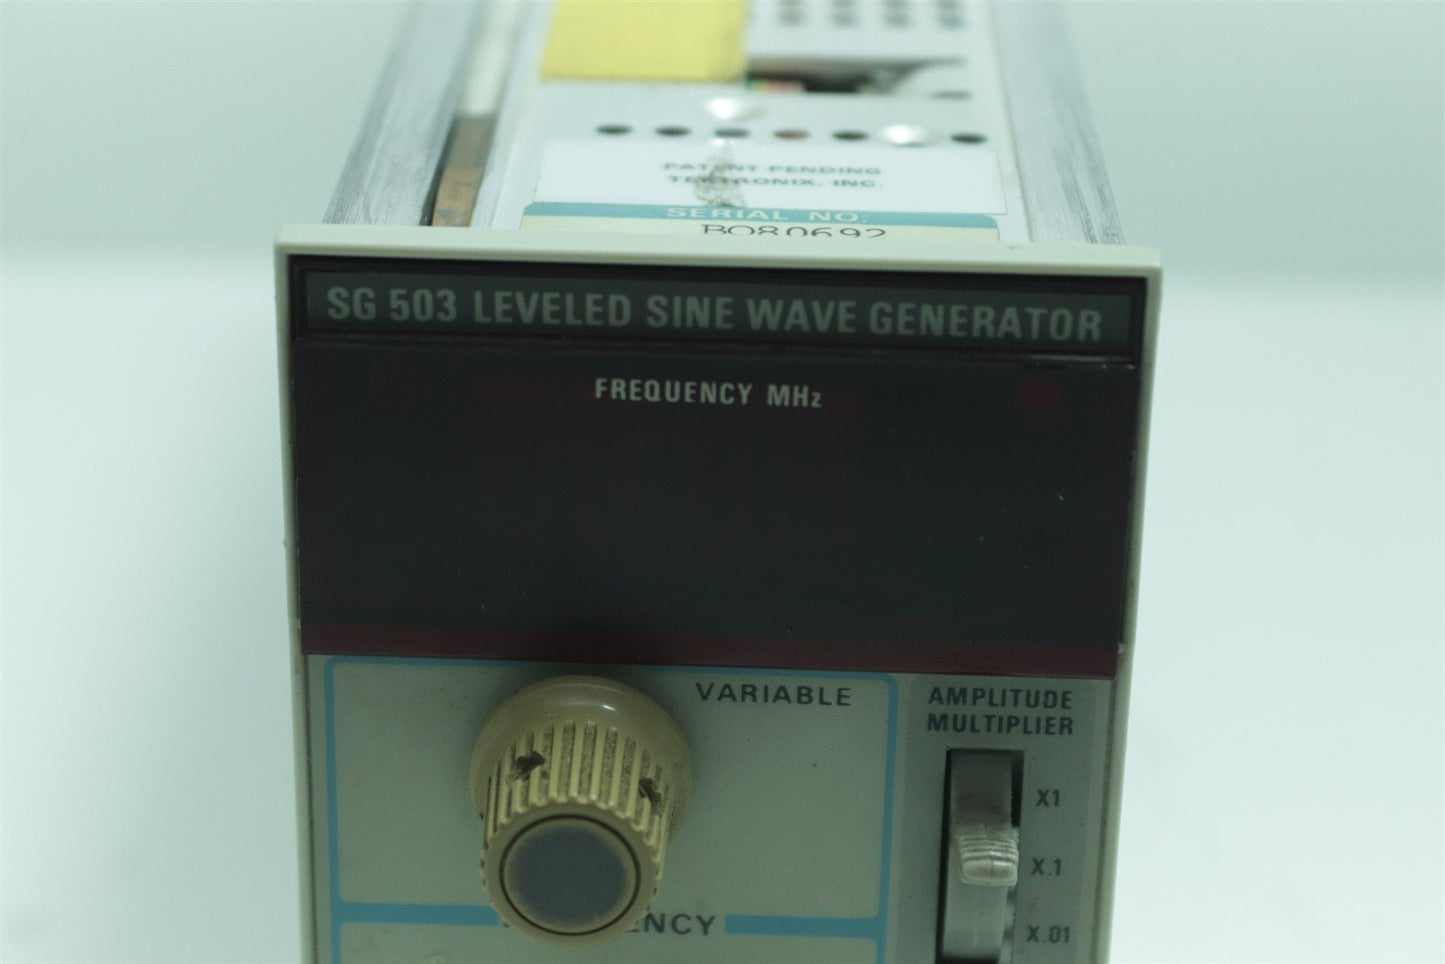 PATENT PENDING
TEKTRONIX, INC.
SERIAL NO.
B080692
SG 503 LEVELED SINE WAVE GENERATOR
FREQUENCY MHz
VARIABLE
AMPLITUDE
MULTIPLIER
X1
X.1
X.01